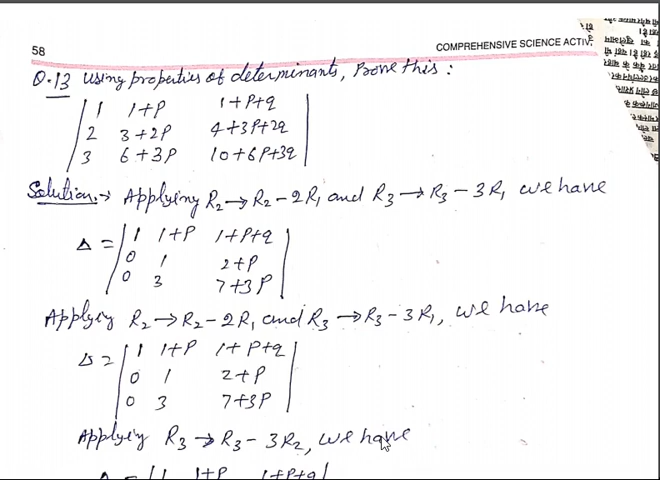 58
COMPREHENSIVE SCIENCE ACTIV
Q.13 Using properties of determinants, Prove this :
| 1 1+P 1+P+q |
| 2 3+2P 4+3P+2q |
| 3 6+3P 10+6P+3q |
Solution.→ Applying R₂→R₂-2R₁ and R₃→R₃-3R₁ we have
Δ = | 1 1+P 1+P+q |
| 0 1 2+P |
| 0 3 7+3P |
Applying R₂→R₂-2R₁ and R₃→R₃-3R₁, we have
Δ = | 1 1+P 1+P+q |
| 0 1 2+P |
| 0 3 7+3P |
Applying R₃→R₃-3R₂, we have
Δ = | 1 1+P 1+P+q |